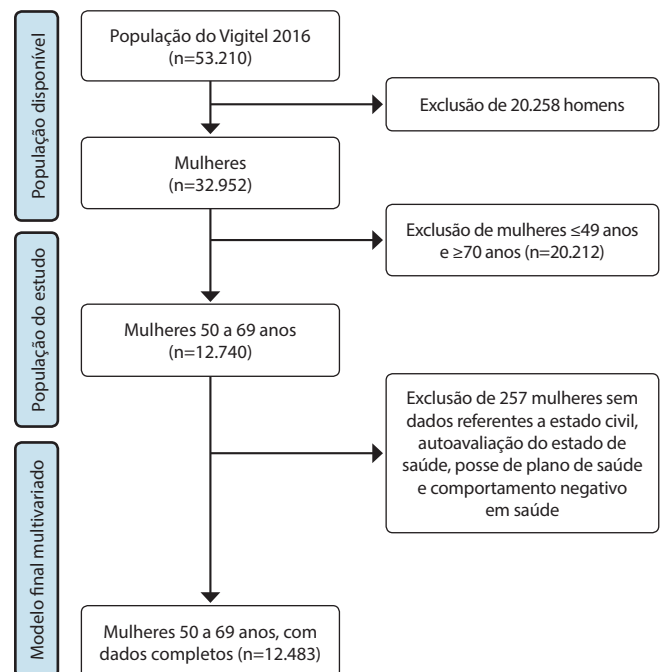 População disponível
População do Vigitel 2016
(n=53.210)
Exclusão de 20.258 homens
Mulheres
(n=32.952)
Exclusão de mulheres ≤49 anos
e ≥70 anos (n=20.212)
População do estudo
Mulheres 50 a 69 anos
(n=12.740)
Exclusão de 257 mulheres sem
dados referentes a estado civil,
autoavaliação do estado de
saúde, posse de plano de saúde
e comportamento negativo
em saúde
Modelo final multivariado
Mulheres 50 a 69 anos, com
dados completos (n=12.483)